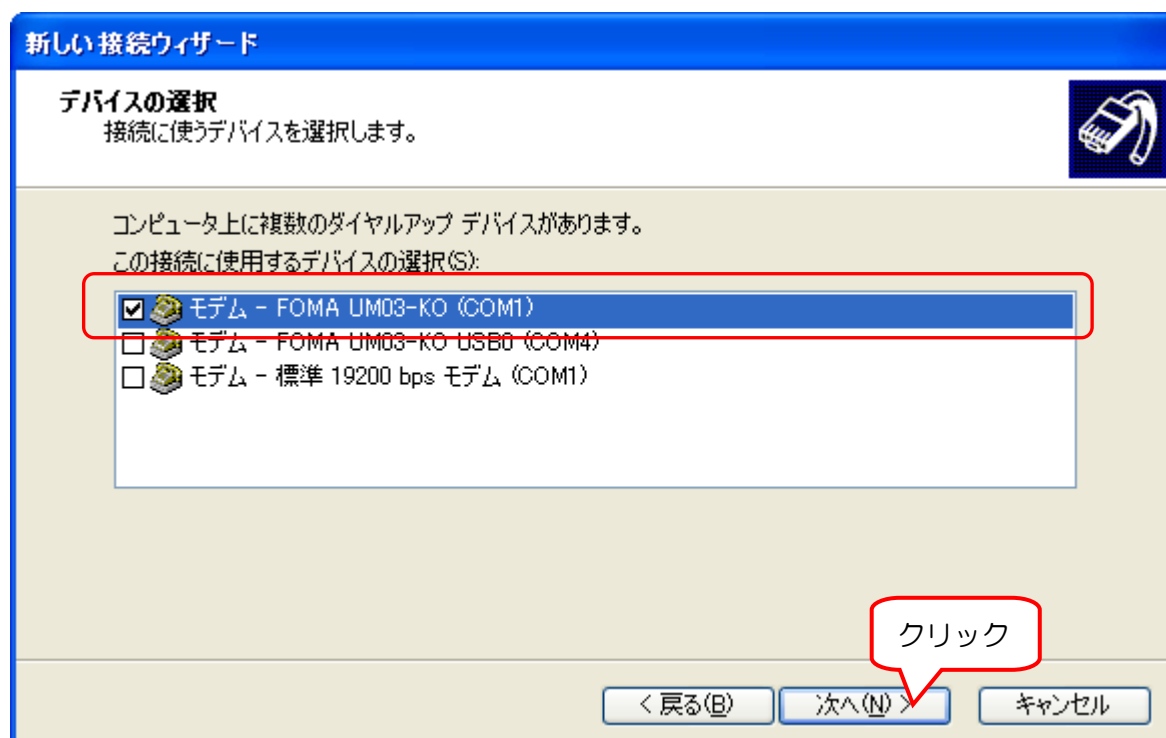 新しい接続ウィザード
デバイスの選択
接続に使うデバイスを選択します。
コンピュータ上に複数のダイヤルアップ デバイスがあります。
この接続に使用するデバイスの選択(S):
モデム - FOMA UM03-KO (COM1)
モデム - FOMA UM03-KO USB0 (COM4)
モデム - 標準 19200 bps モデム (COM1)
クリック
< 戻る(B) 次へ(N) > キャンセル